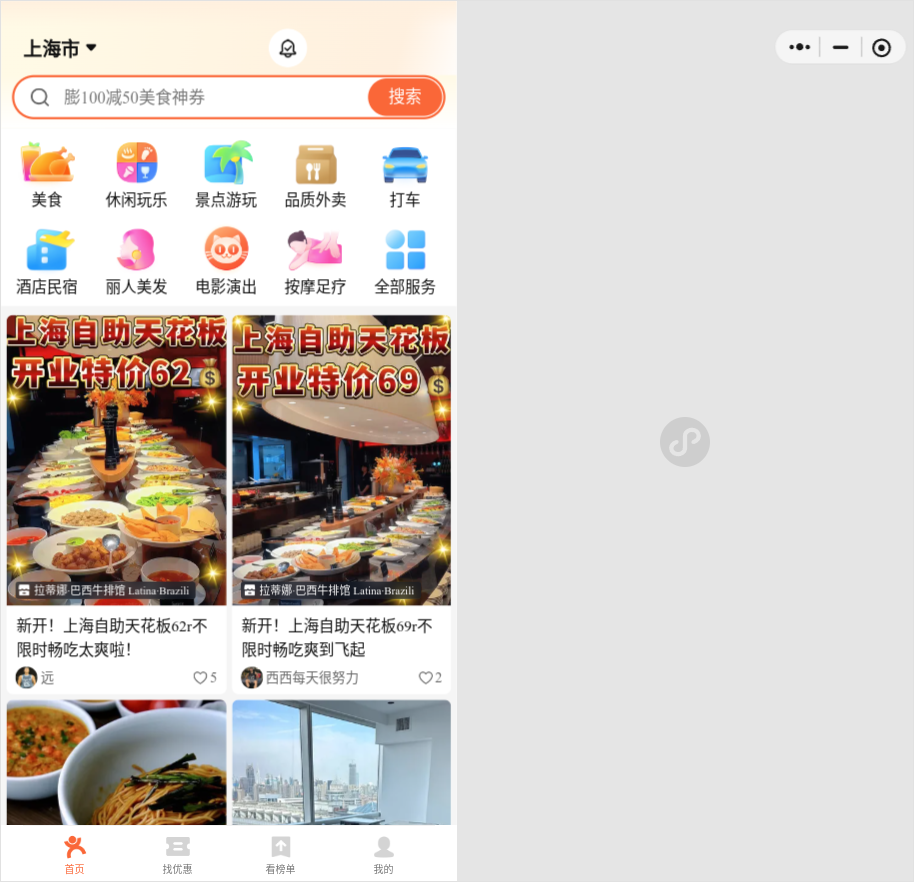 上海市
膨100减50美食神券
搜索
美食
休闲玩乐
景点游玩
品质外卖
打车
酒店民宿
丽人美发
电影演出
按摩足疗
全部服务
上海自助天花板
开业特价62
拉蒂娜·巴西牛排馆 Latina·Brazili
新开！上海自助天花板62r不
限时畅吃太爽啦！
远
5
上海自助天花板
开业特价69
拉蒂娜·巴西牛排馆 Latina·Brazili
新开！上海自助天花板69r不
限时畅吃爽到飞起
西西每天很努力
2
首页
找优惠
看榜单
我的